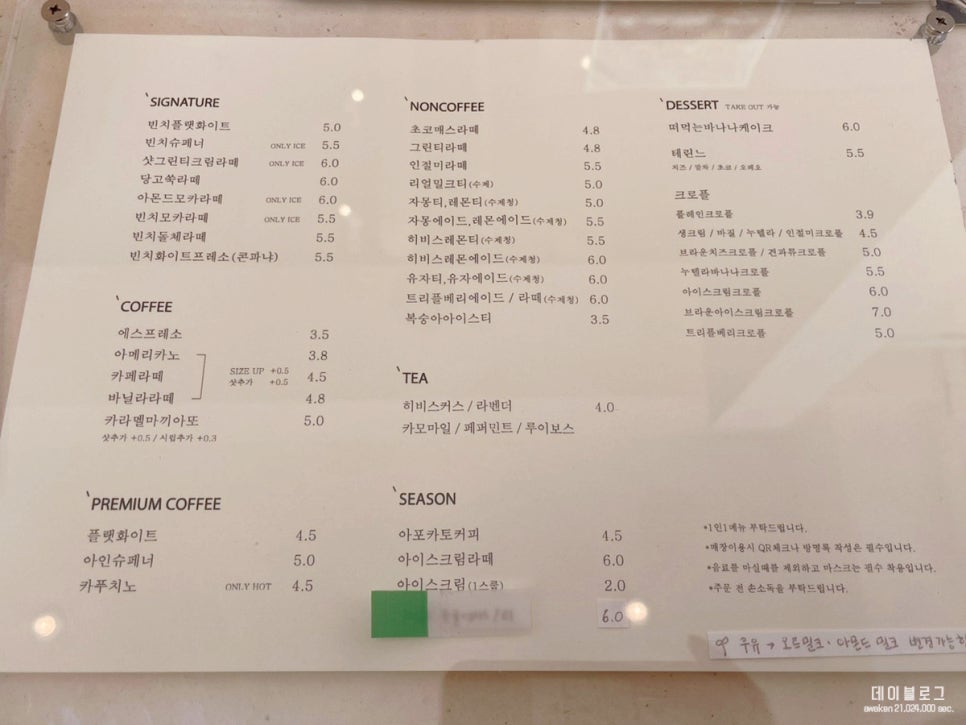 SIGNATURE
빈치플랫화이트 5.0
빈치슈페너 ONLY ICE 5.5
샷그린티크림라떼 ONLY ICE 6.0
당고쑥라떼 6.0
아몬드모카라떼 ONLY ICE 6.0
빈치모카라떼 ONLY ICE 5.5
빈치돌체라떼 5.5
빈치화이트프레소(콘파냐) 5.5
COFFEE
에스프레소 3.5
아메리카노 3.8
카페라떼 4.5
바닐라라떼 4.8
SIZE UP +0.5
샷추가 +0.5
카라멜마끼아또 5.0
샷추가 +0.5 / 시럽추가 +0.3
PREMIUM COFFEE
플랫화이트 4.5
아인슈페너 5.0
카푸치노 ONLY HOT 4.5
NONCOFFEE
초코매스라떼 4.8
그린티라떼 4.8
인절미라떼 5.5
리얼밀크티(수제) 5.0
자몽티,레몬티(수제청) 5.0
자몽에이드,레몬에이드(수제청) 5.5
히비스레몬티(수제청) 5.5
히비스레몬에이드(수제청) 6.0
유자티,유자에이드(수제청) 6.0
트리플베리에이드 / 라떼(수제청) 6.0
복숭아아이스티 3.5
TEA
히비스커스 / 라벤더 4.0
카모마일 / 페퍼민트 / 루이보스
SEASON
아포카토커피 4.5
아이스크림라떼 6.0
아이스크림(1스쿱) 2.0
6.0
DESSERT TAKE OUT 가능
떠먹는바나나케이크 6.0
테린느 5.5
치즈 / 말차 / 초코 / 오레오
크로플
플레인크로플 3.9
생크림 / 바질 / 누텔라 / 인절미크로플 4.5
브라운치즈크로플 / 견과류크로플 5.0
누텔라바나나크로플 5.5
아이스크림크로플 6.0
브라운아이스크림크로플 7.0
트리플베리크로플 5.0
*1인1메뉴 부탁드립니다.
*매장이용시 QR체크나 방명록 작성은 필수입니다.
*음료를 마실때를 제외하고 마스크는 필수 착용입니다.
*주문 전 손소독을 부탁드립니다.
우유 → 오트밀크·아몬드 밀크 변경가능
데이블로그
awaken 21,024,000 sec.